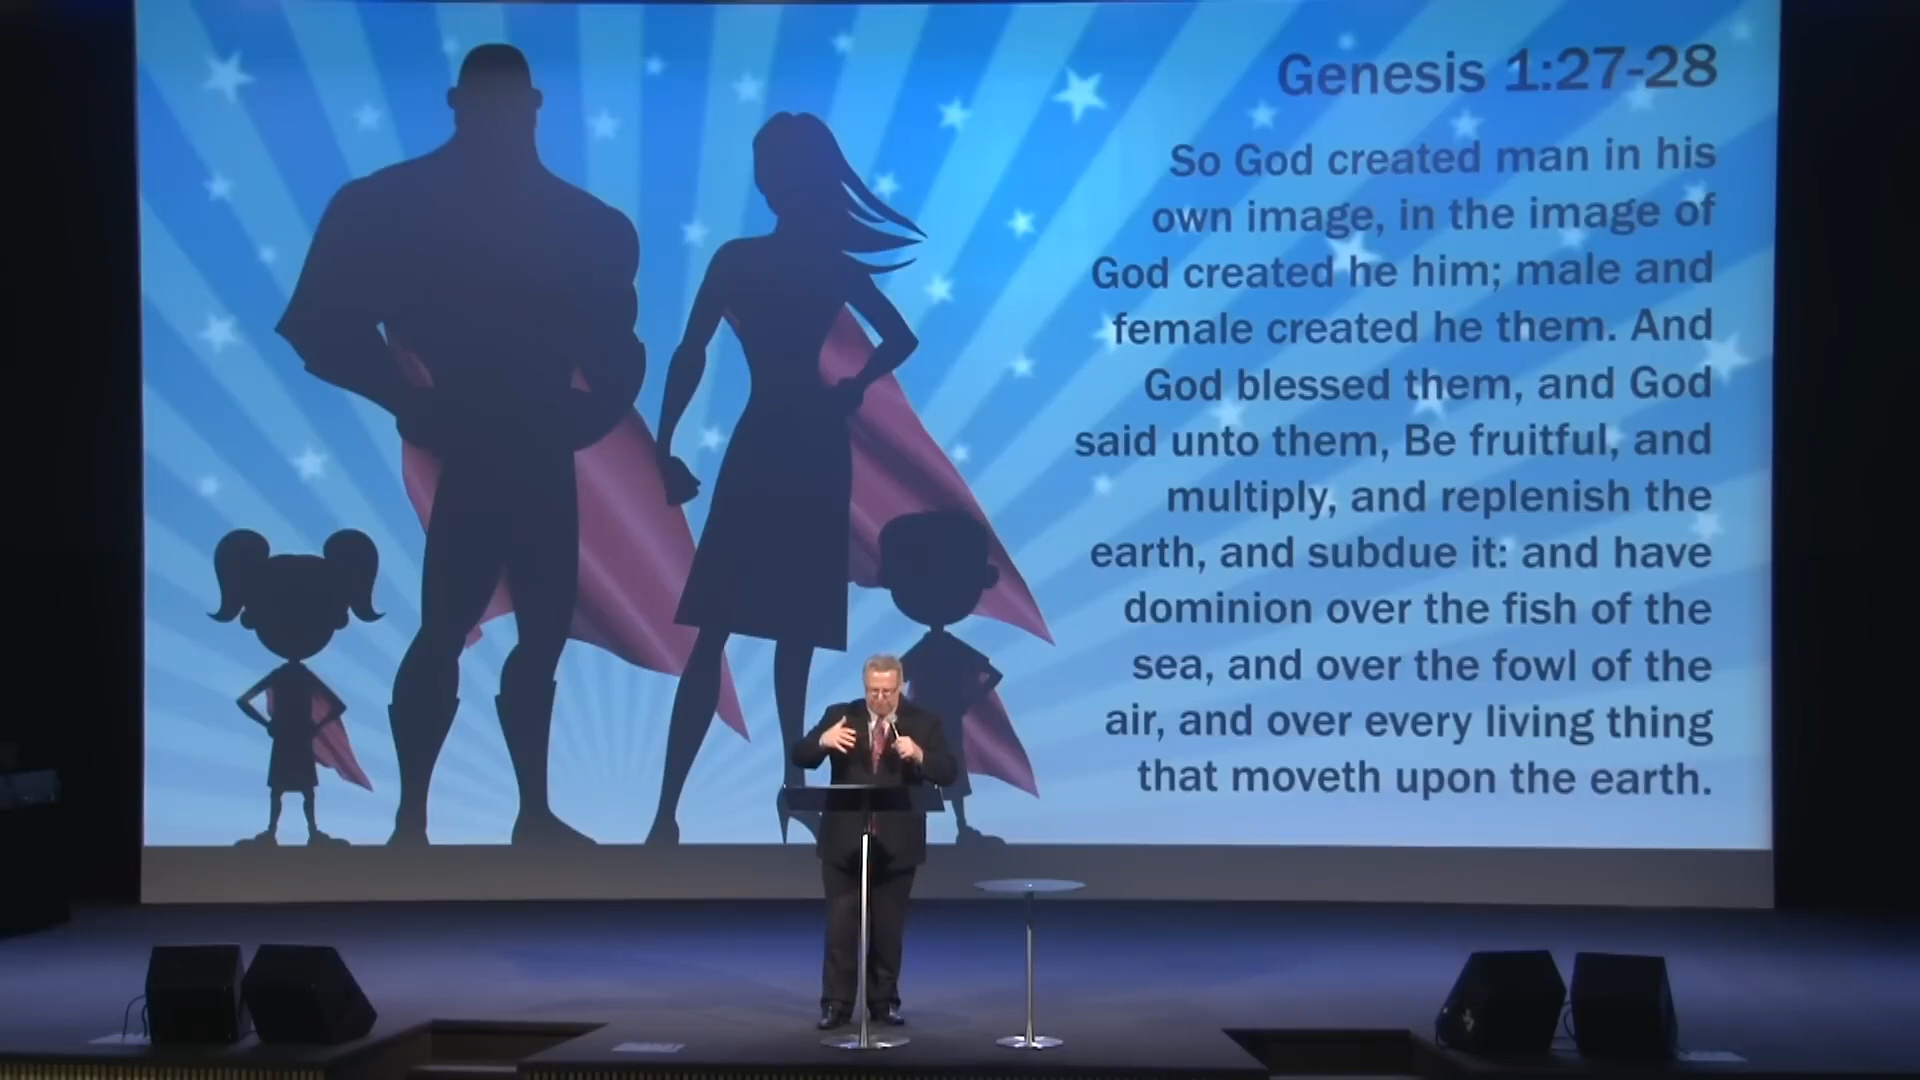 Genesis 1:27-28
So God created man in his
own image, in the image of
God created he him; male and
female created he them. And
God blessed them, and God
said unto them, Be fruitful, and
multiply, and replenish the
earth, and subdue it: and have
dominion over the fish of the
sea, and over the fowl of the
air, and over every living thing
that moveth upon the earth.